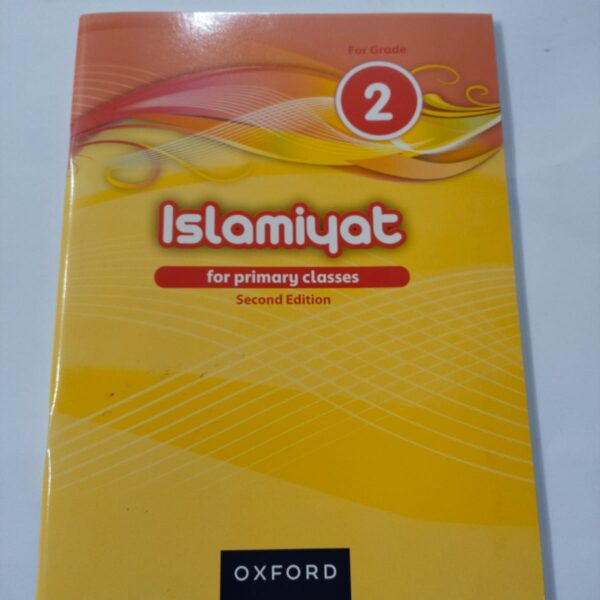 For Grade
2
Islamiyat
for primary classes
Second Edition
OXFORD